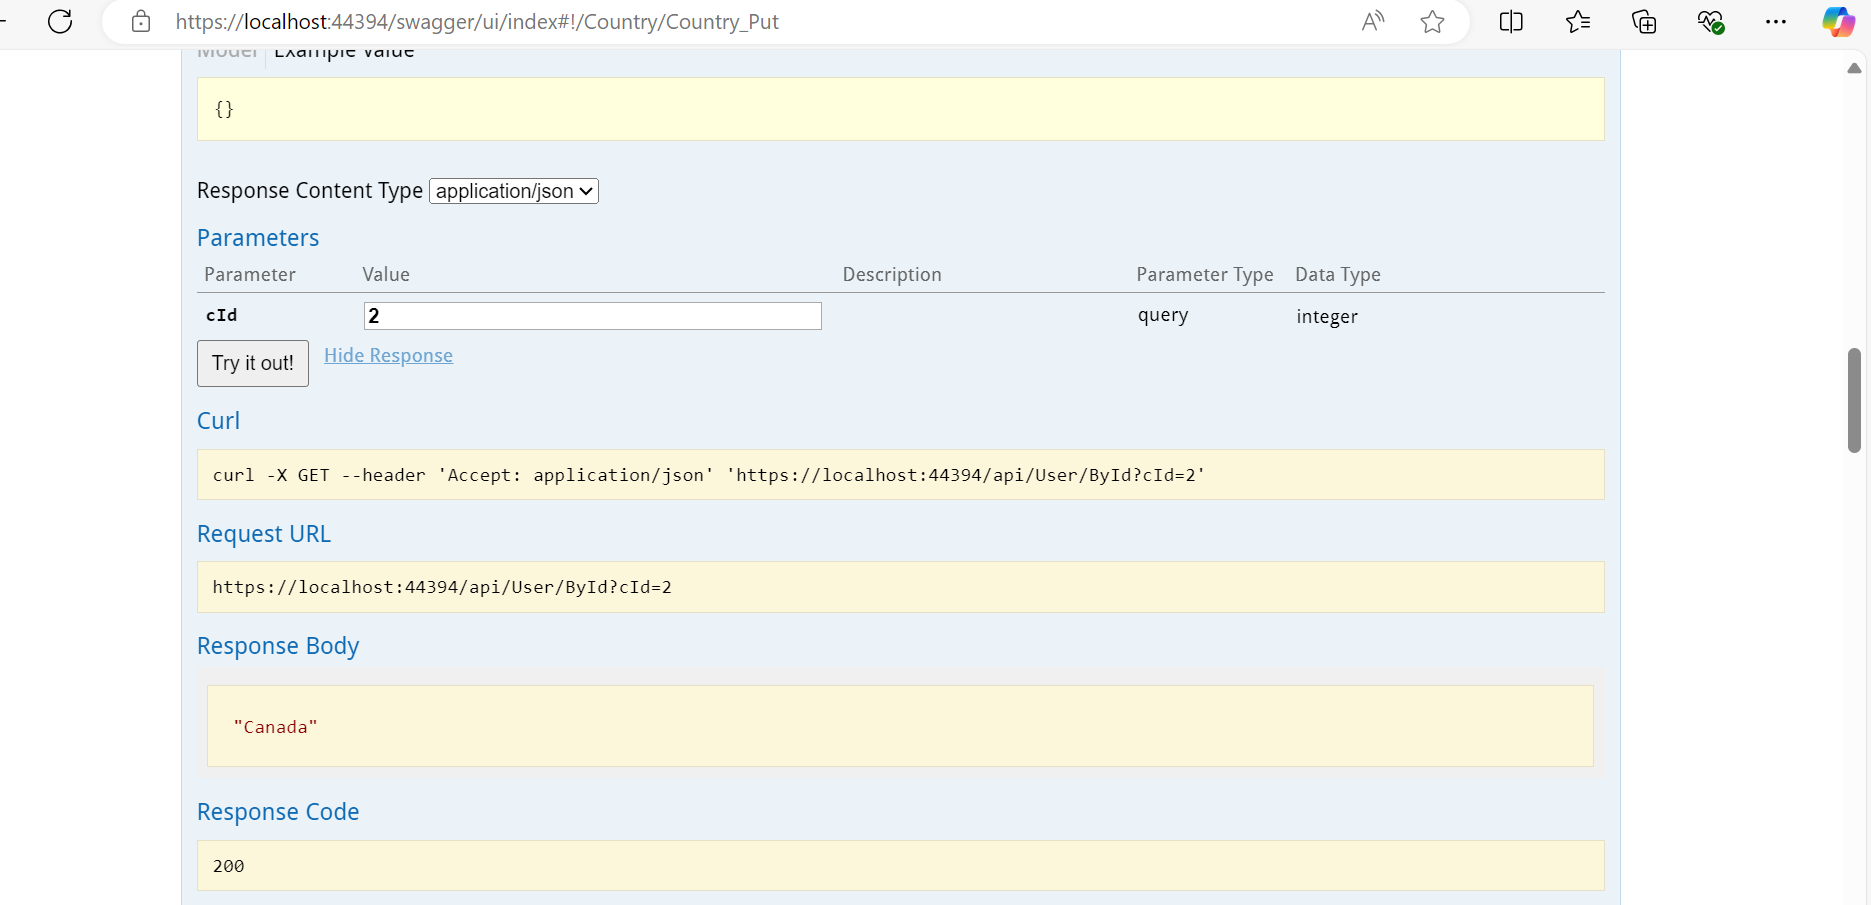 https://localhost:44394/swagger/ui/index#!/Country/Country_Put
Model Example Value
{}
Response Content Type application/json
Parameters
Parameter Value Description Parameter Type Data Type
cId 2 query integer
Try it out! Hide Response
Curl
curl -X GET --header 'Accept: application/json' 'https://localhost:44394/api/User/ById?cId=2'
Request URL
https://localhost:44394/api/User/ById?cId=2
Response Body
"Canada"
Response Code
200